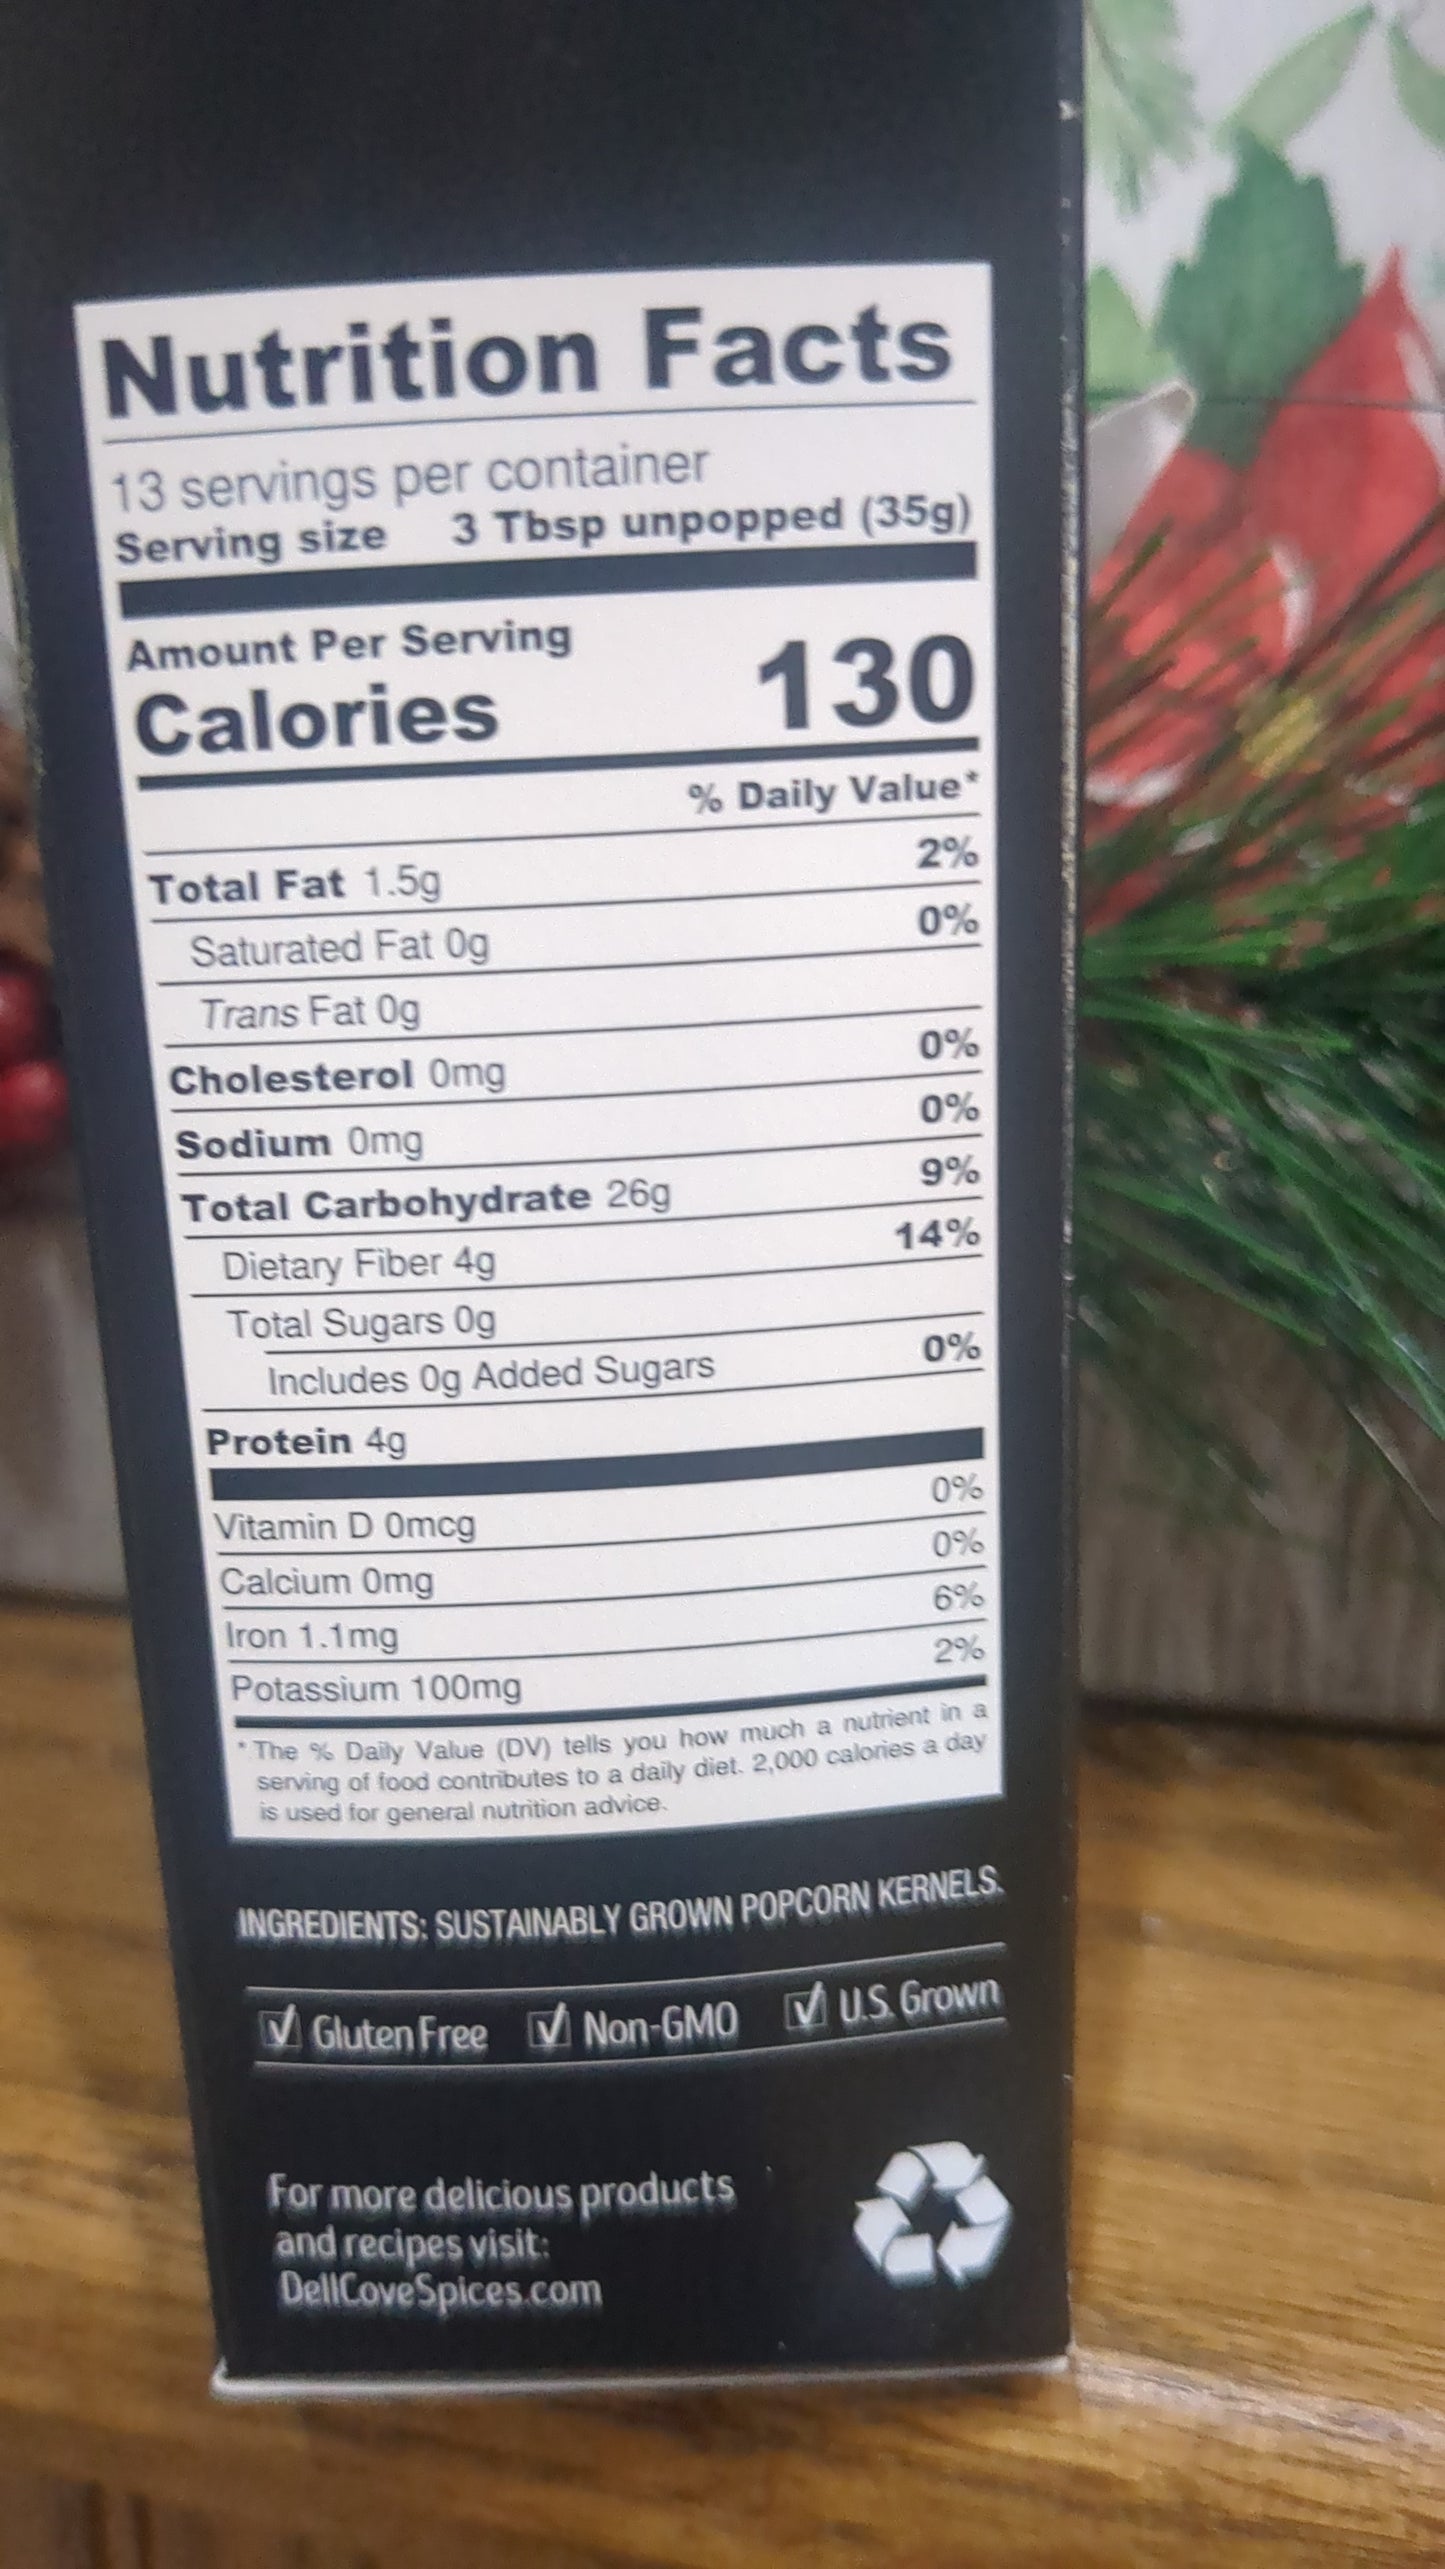 Nutrition Facts
13 servings per container
Serving size 3 Tbsp unpopped (35g)
Amount Per Serving
Calories 130
% Daily Value*
Total Fat 1.5g 2%
Saturated Fat 0g 0%
Trans Fat 0g
Cholesterol 0mg 0%
Sodium 0mg 0%
Total Carbohydrate 26g 9%
Dietary Fiber 4g 14%
Total Sugars 0g
Includes 0g Added Sugars 0%
Protein 4g
Vitamin D 0mcg 0%
Calcium 0mg 0%
Iron 1.1mg 6%
Potassium 100mg 2%
* The % Daily Value (DV) tells you how much a nutrient in a
serving of food contributes to a daily diet. 2,000 calories a day
is used for general nutrition advice.
INGREDIENTS: SUSTAINABLY GROWN POPCORN KERNELS.
Gluten Free Non-GMO U.S. Grown
For more delicious products
and recipes visit:
DellCoveSpices.com